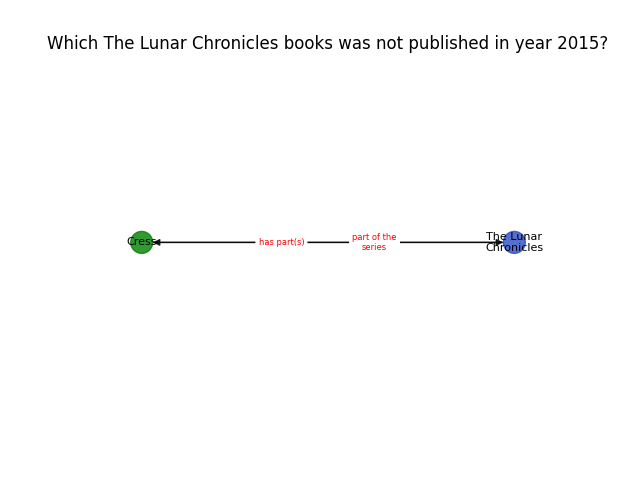 Which The Lunar Chronicles books was not published in year 2015?
Cress
has part(s)
part of the
series
The Lunar
Chronicles